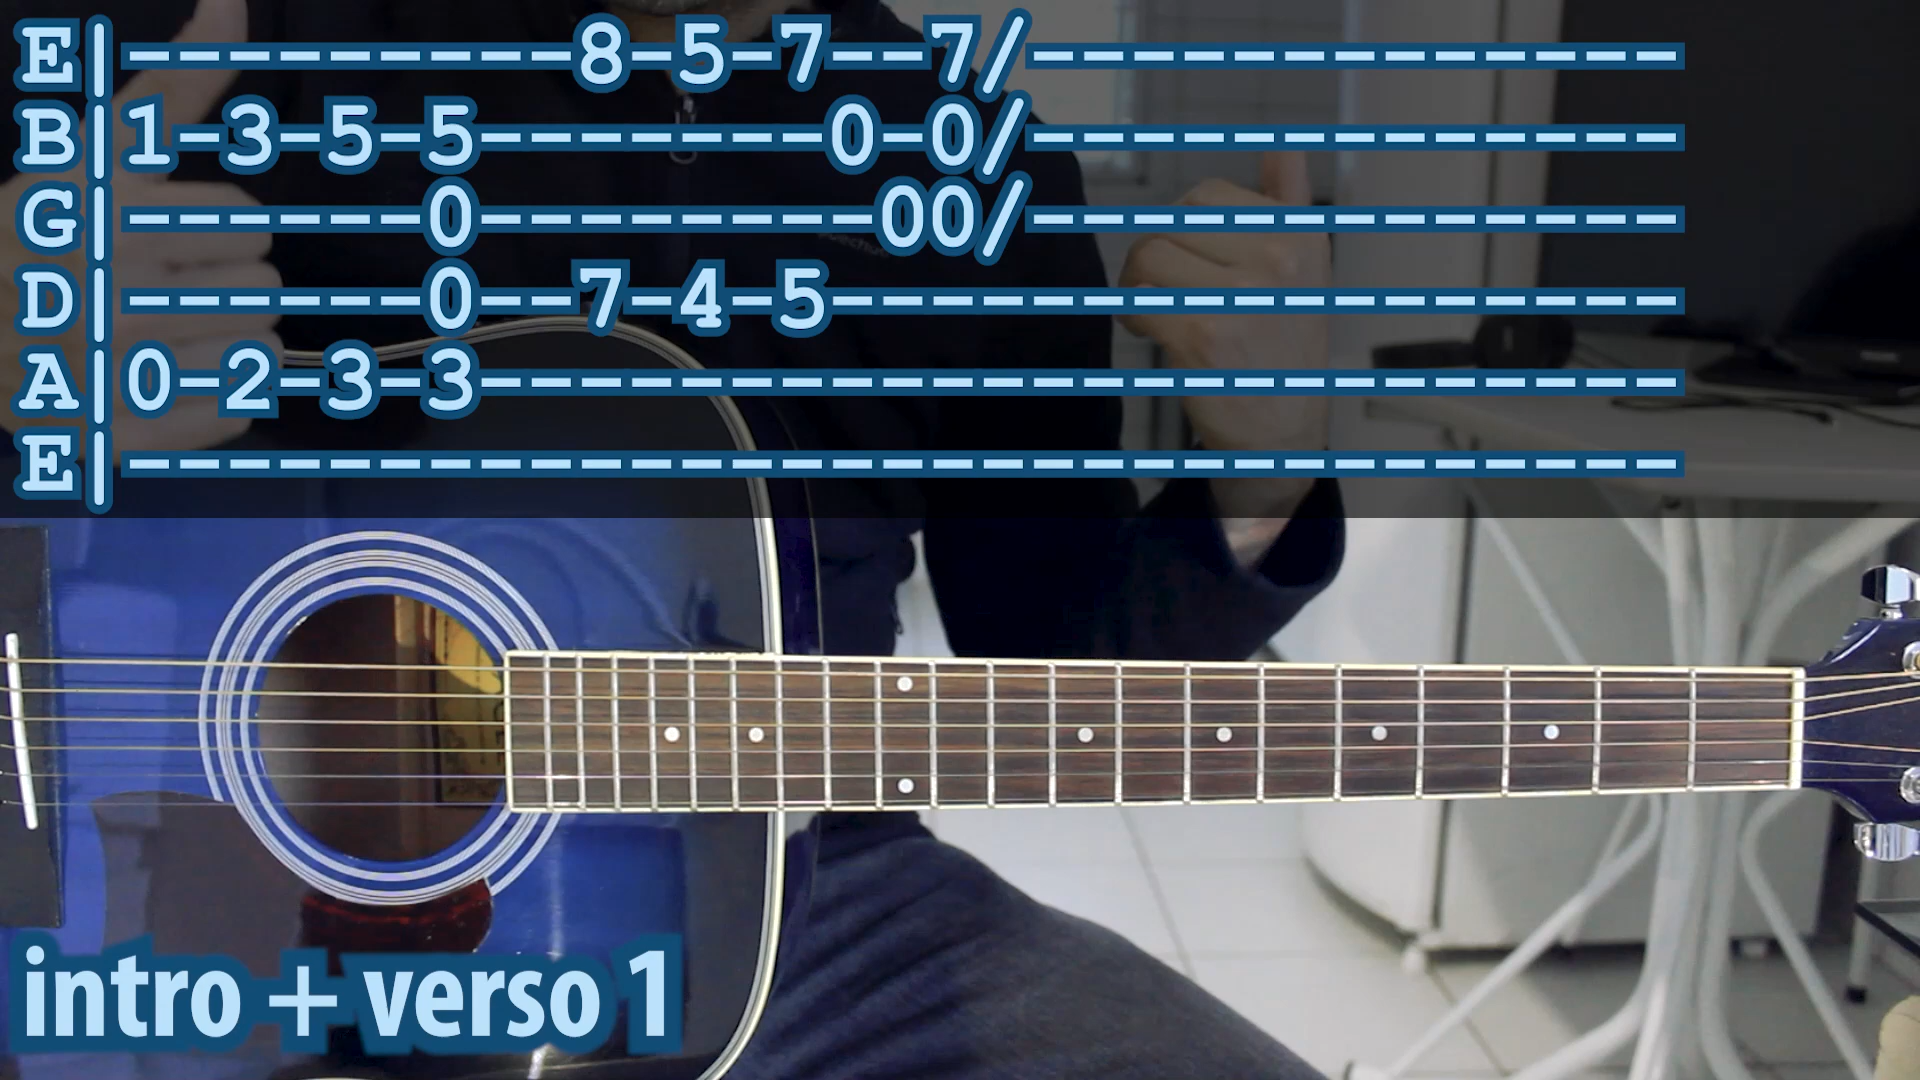 E|---------8-5-7--7/-------------
B|1-3-5-5-------0-0/-------------
G|------0--------00/-------------
D|------0--7-4-5-----------------
A|0-2-3-3------------------------
E|-------------------------------
intro + verso 1